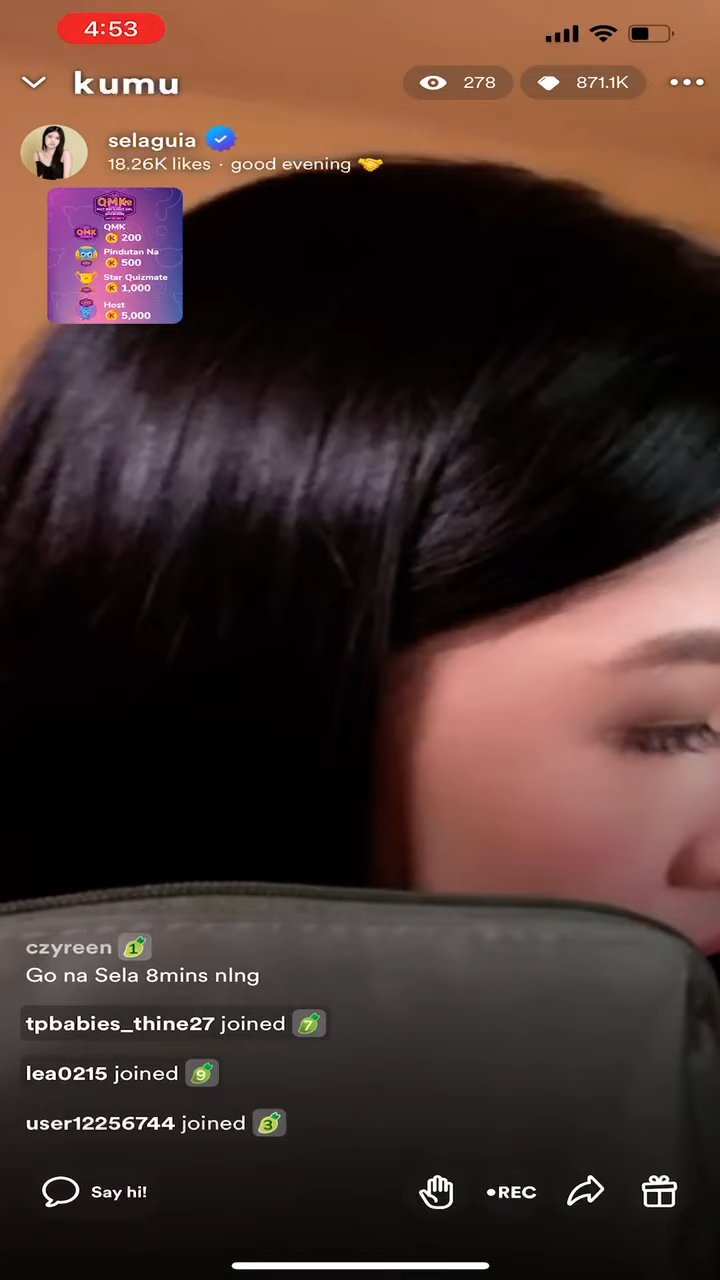 4:53
kumu
278
871.1K
selaguia
18.26K likes · good evening 🤝
QMKs
QMK
QMK
K 200
Pindutan Na
K 500
Star Quizmate
K 1,000
Host
K 5,000
czyreen 1
Go na Sela 8mins nlng
tpbabies_thine27 joined 7
lea0215 joined 9
user12256744 joined 3
Say hi!
•REC